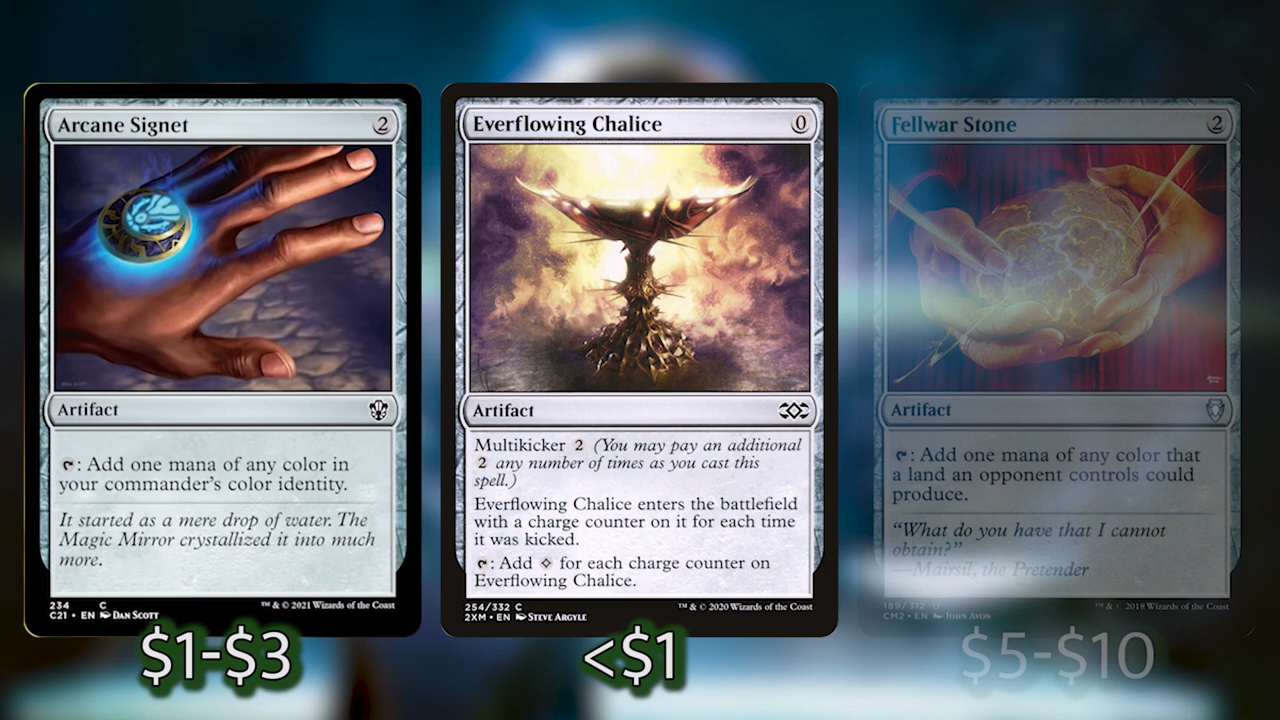 Arcane Signet 2
Artifact
: Add one mana of any color in
your commander's color identity.
It started as a mere drop of water. The
Magic Mirror crystallized it into much
more.
234 C
C21 • EN DAN SCOTT
™ & © 2021 Wizards of the Coast
$1-$3
Everflowing Chalice 0
Artifact
Multikicker 2 (You may pay an additional
2 any number of times as you cast this
spell.)
Everflowing Chalice enters the battlefield
with a charge counter on it for each time
it was kicked.
: Add for each charge counter on
Everflowing Chalice.
254/332 C
2XM • EN STEVE ARGYLE
™ & © 2020 Wizards of the Coast
<$1
Fellwar Stone 2
Artifact
: Add one mana of any color that
a land an opponent controls could
produce.
"What do you have that I cannot
obtain?"
—Mairsil, the Pretender
189/312 U
CM2 • EN JOHN AVON
™ & © 2018 Wizards of the Coast
$5-$10